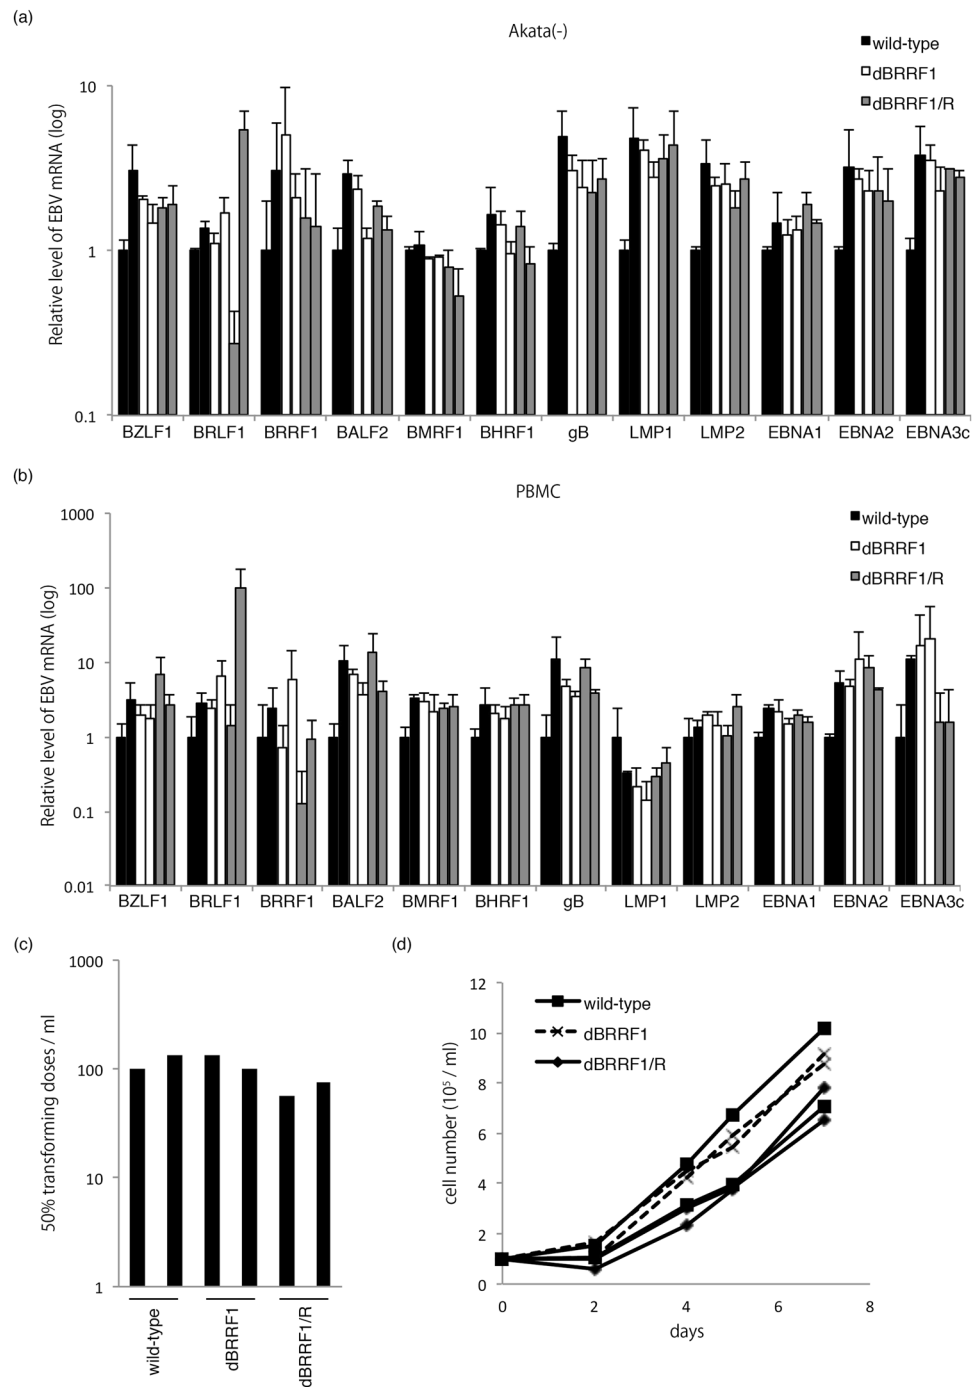 (a)
Akata(-)
wild-type
dBRRF1
dBRRF1/R
Relative level of EBV mRNA (log)
10
1
0.1
BZLF1 BRLF1 BRRF1 BALF2 BMRF1 BHRF1 gB LMP1 LMP2 EBNA1 EBNA2 EBNA3c
(b)
PBMC
wild-type
dBRRF1
dBRRF1/R
Relative level of EBV mRNA (log)
1000
100
10
1
0.1
0.01
BZLF1 BRLF1 BRRF1 BALF2 BMRF1 BHRF1 gB LMP1 LMP2 EBNA1 EBNA2 EBNA3c
(c)
50% transforming doses / ml
1000
100
10
1
wild-type
dBRRF1
dBRRF1/R
(d)
wild-type
dBRRF1
dBRRF1/R
cell number (10⁵ / ml)
12
10
8
6
4
2
0
0 2 4 6 8
days